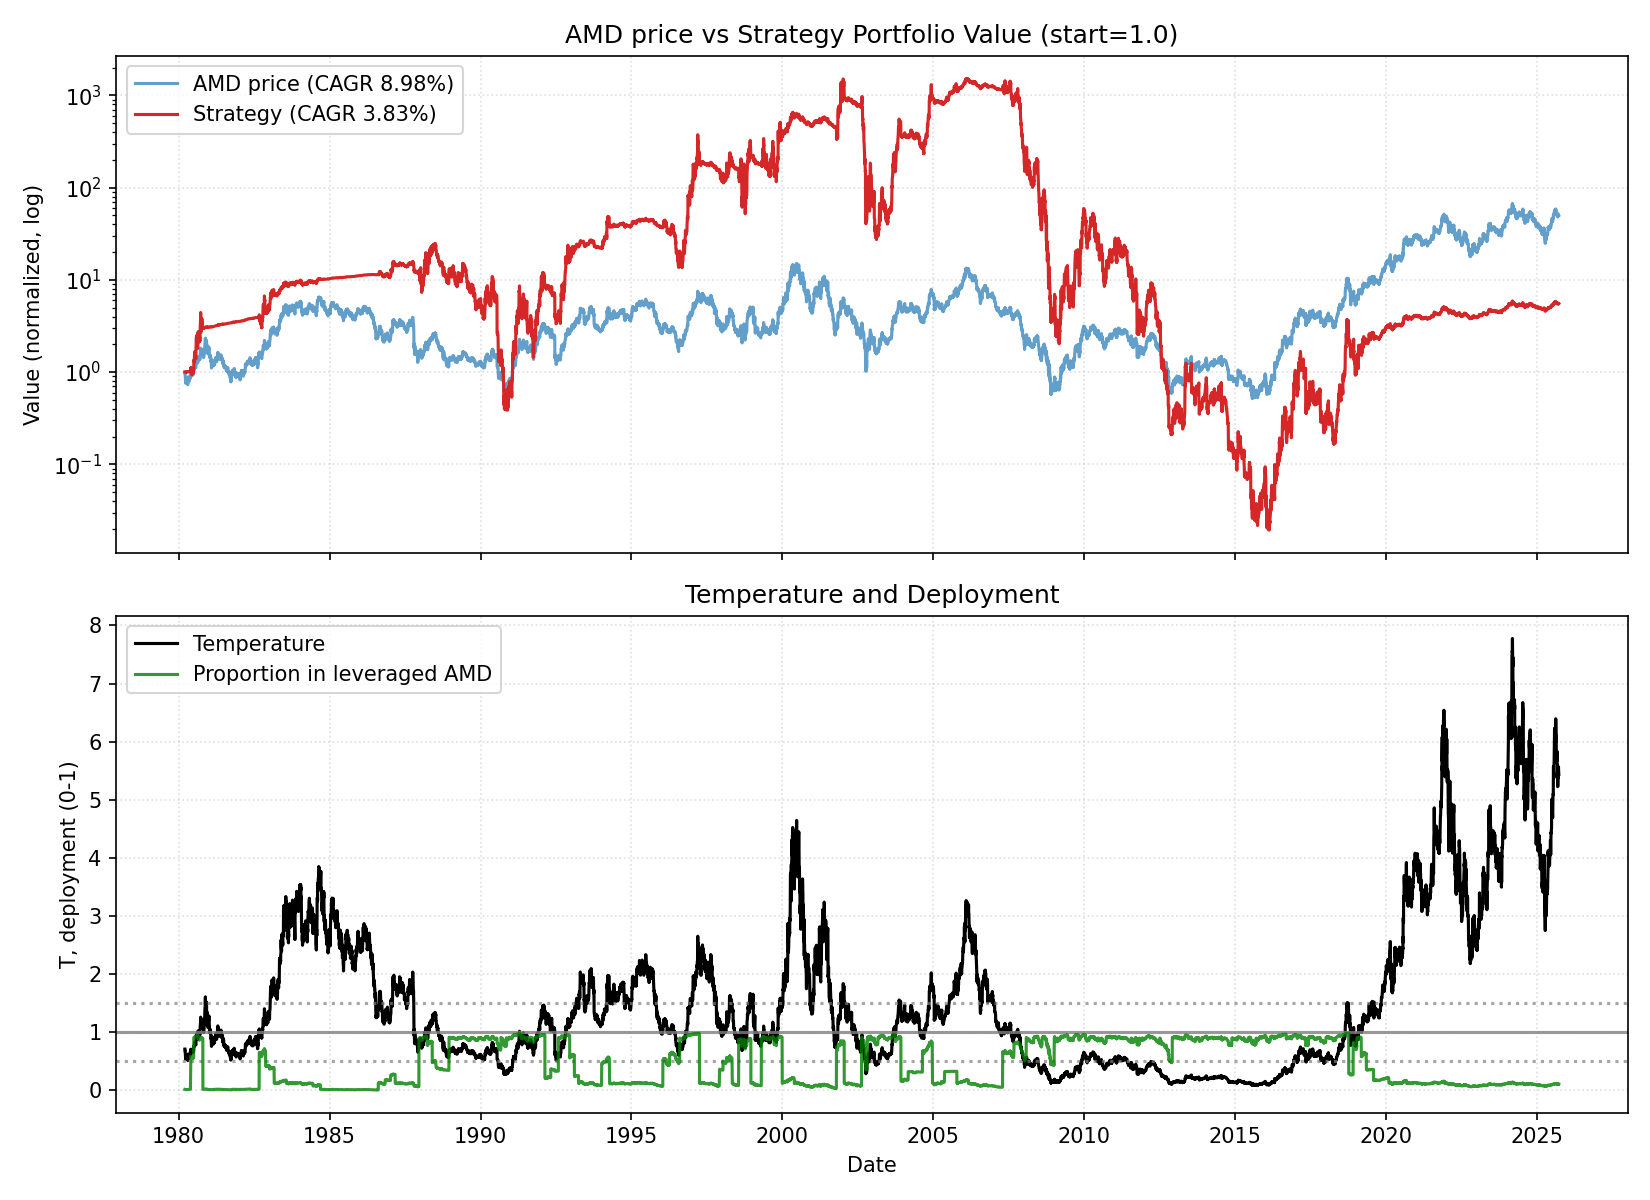 AMD price vs Strategy Portfolio Value (start=1.0)
AMD price (CAGR 8.98%)
Strategy (CAGR 3.83%)
Value (normalized, log)
10³
10²
10¹
10⁰
10⁻¹
Temperature and Deployment
Temperature
Proportion in leveraged AMD
T, deployment (0-1)
8
7
6
5
4
3
2
1
0
1980 1985 1990 1995 2000 2005 2010 2015 2020 2025
Date